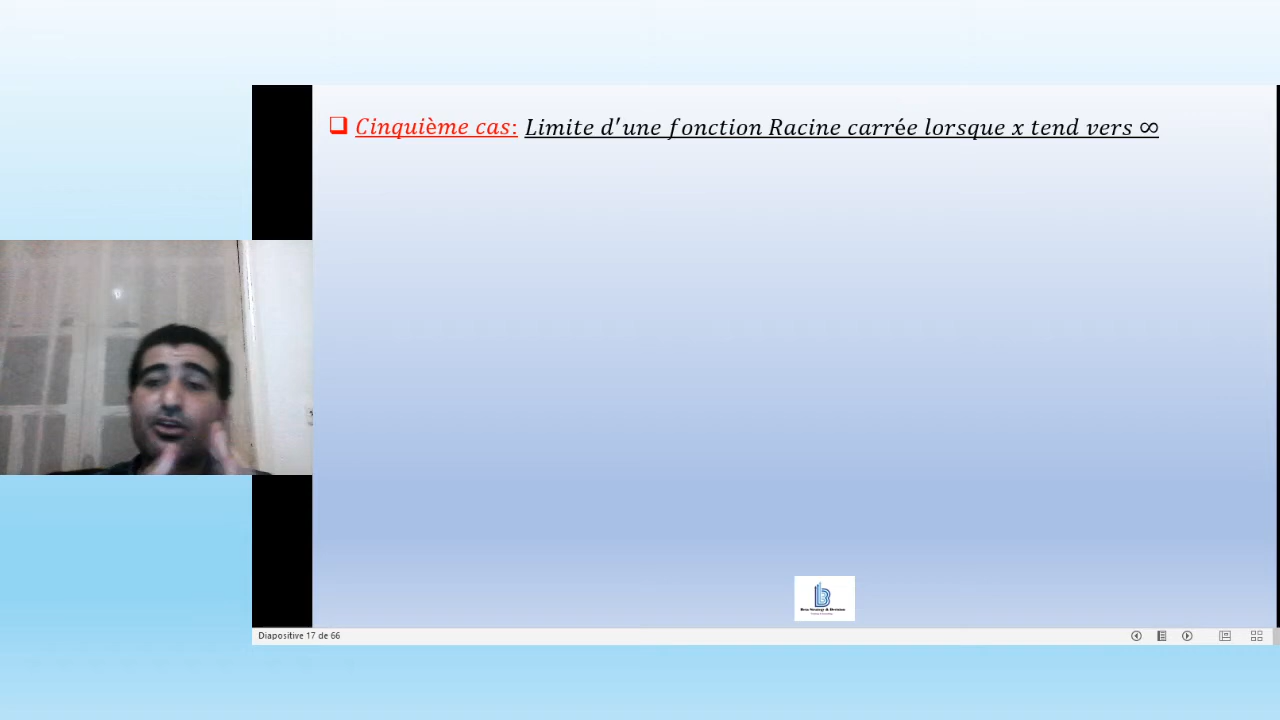 Cinquième cas: Limite d'une fonction Racine carrée lorsque x tend vers ∞
Diapositive 17 de 66